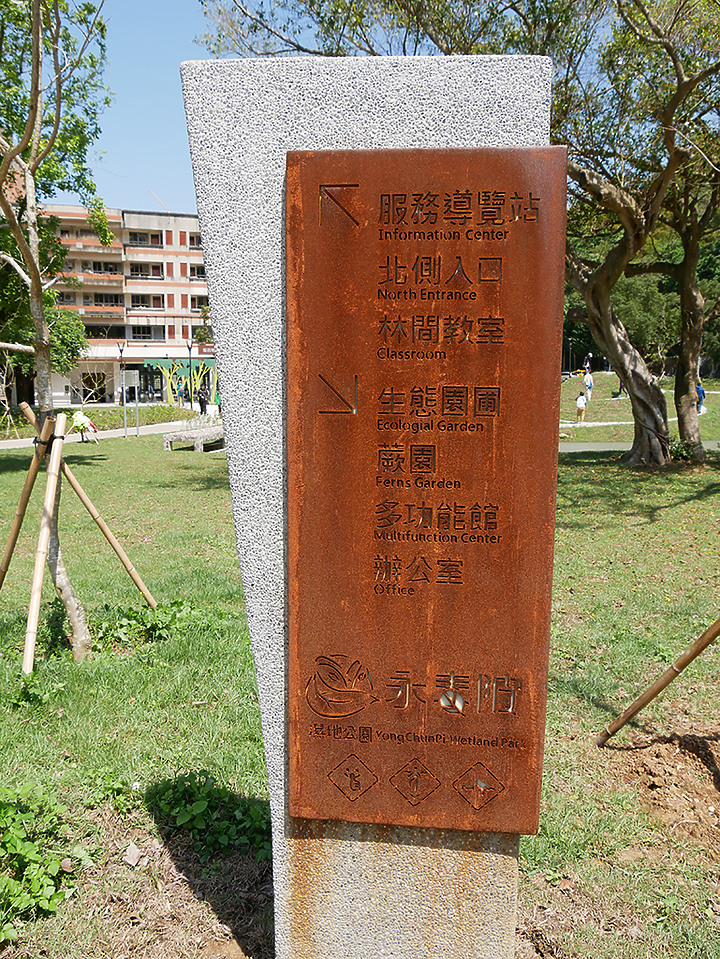 服務導覽站
Information Center
北側入口
North Entrance
林間教室
Classroom
生態園圃
Ecologial Garden
蕨園
Ferns Garden
多功能館
Multifunction Center
辦公室
Office
永春陂
濕地公園 YongChunPi Wetland Park